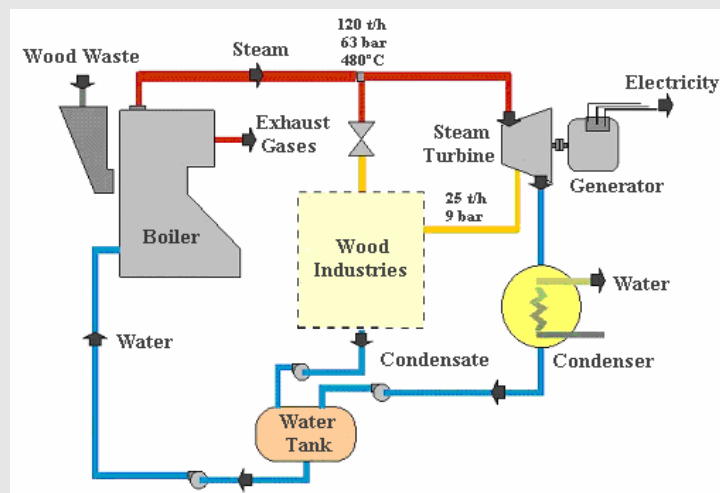 120 t/h
63 bar
480°C
Steam
Wood Waste
Electricity
Exhaust
Gases
Steam
Turbine
Generator
25 t/h
9 bar
Boiler
Wood
Industries
Water
Water
Condensate
Condenser
Water
Tank